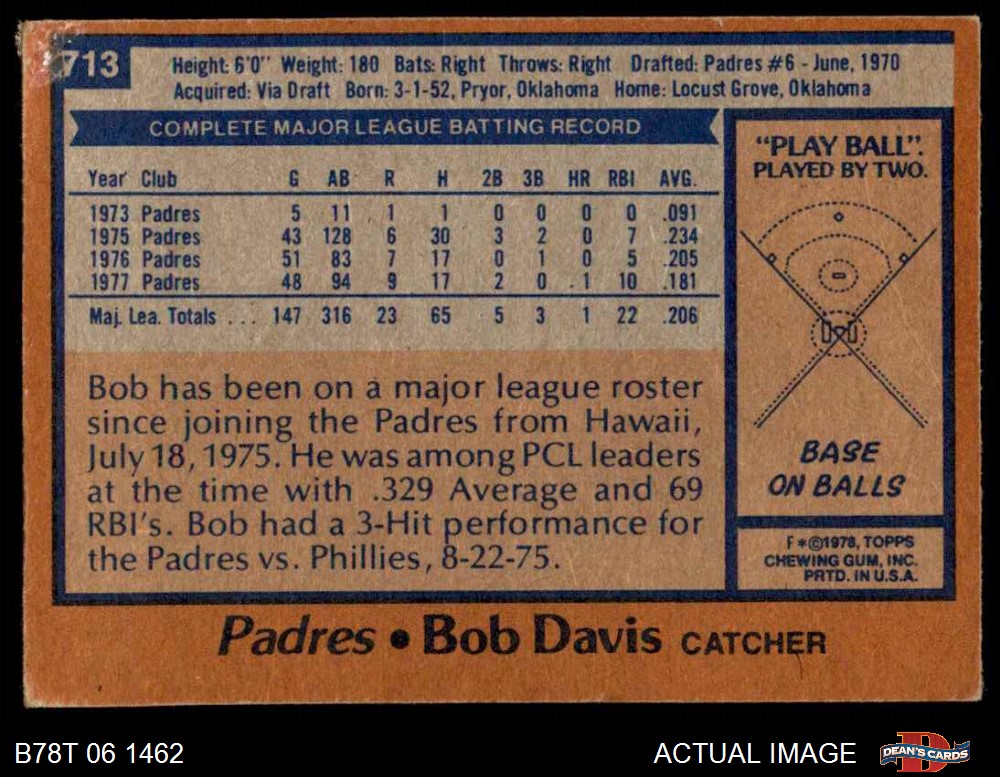 713
Height: 6'0" Weight: 180 Bats: Right Throws: Right Drafted: Padres #6 - June, 1970
Acquired: Via Draft Born: 3-1-52, Pryor, Oklahoma Home: Locust Grove, Oklahoma
COMPLETE MAJOR LEAGUE BATTING RECORD
Year Club G AB R H 2B 3B HR RBI AVG.
1973 Padres 5 11 1 1 0 0 0 0 .091
1975 Padres 43 128 6 30 3 2 0 7 .234
1976 Padres 51 83 7 17 0 1 0 5 .205
1977 Padres 48 94 9 17 2 0 1 10 .181
Maj. Lea. Totals ... 147 316 23 65 5 3 1 22 .206
Bob has been on a major league roster
since joining the Padres from Hawaii,
July 18, 1975. He was among PCL leaders
at the time with .329 Average and 69
RBI's. Bob had a 3-Hit performance for
the Padres vs. Phillies, 8-22-75.
"PLAY BALL".
PLAYED BY TWO.
BASE
ON BALLS
F *©1978, TOPPS
CHEWING GUM, INC.
PRTD. IN U.S.A.
Padres • Bob Davis CATCHER
B78T 06 1462
ACTUAL IMAGE
DEAN'S CARDS